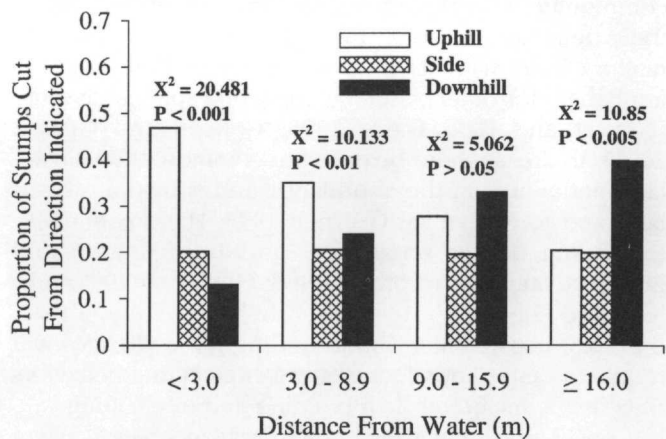 Proportion of Stumps Cut
From Direction Indicated
0.7
0.6
0.5
0.4
0.3
0.2
0.1
0
Uphill
Side
Downhill
X² = 20.481
P < 0.001
X² = 10.133
P < 0.01
X² = 5.062
P > 0.05
X² = 10.85
P < 0.005
<3.0
3.0 - 8.9
9.0 - 15.9
≥ 16.0
Distance From Water (m)